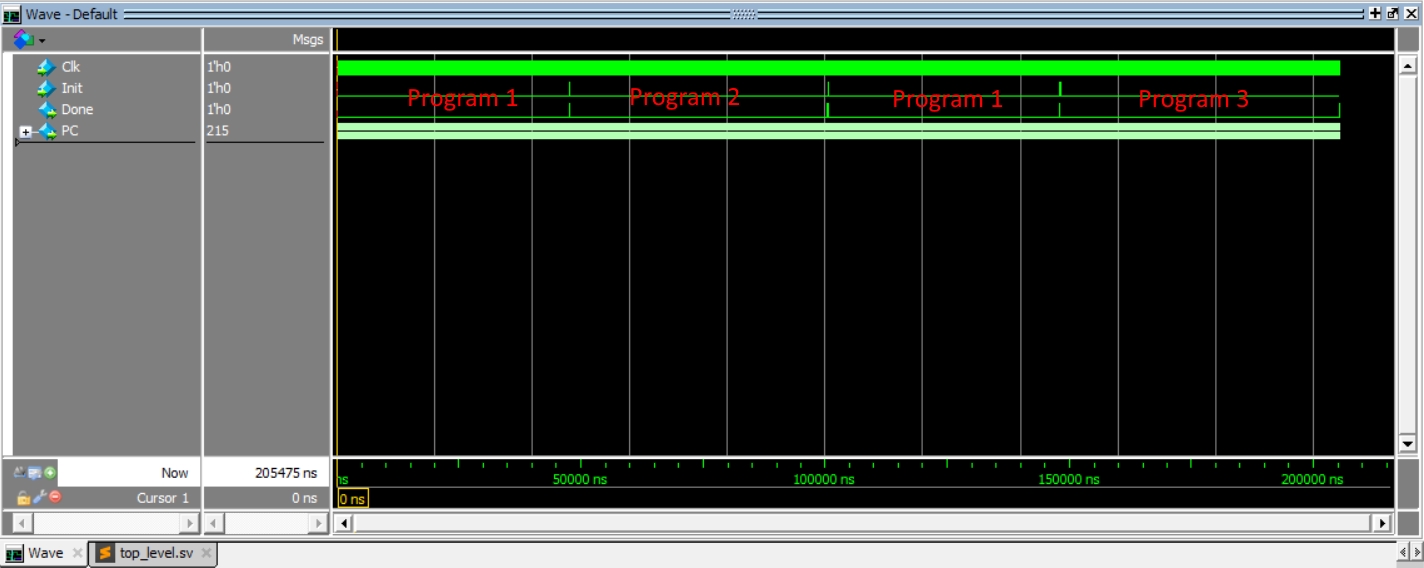 Wave - Default
Msgs
Clk 1'h0
Init 1'h0
Done 1'h0
PC 215
Program 1 Program 2 Program 1 Program 3
Now 205475 ns
ns 50000 ns 100000 ns 150000 ns 200000 ns
Cursor 1 0 ns 0 ns
Wave top_level.sv